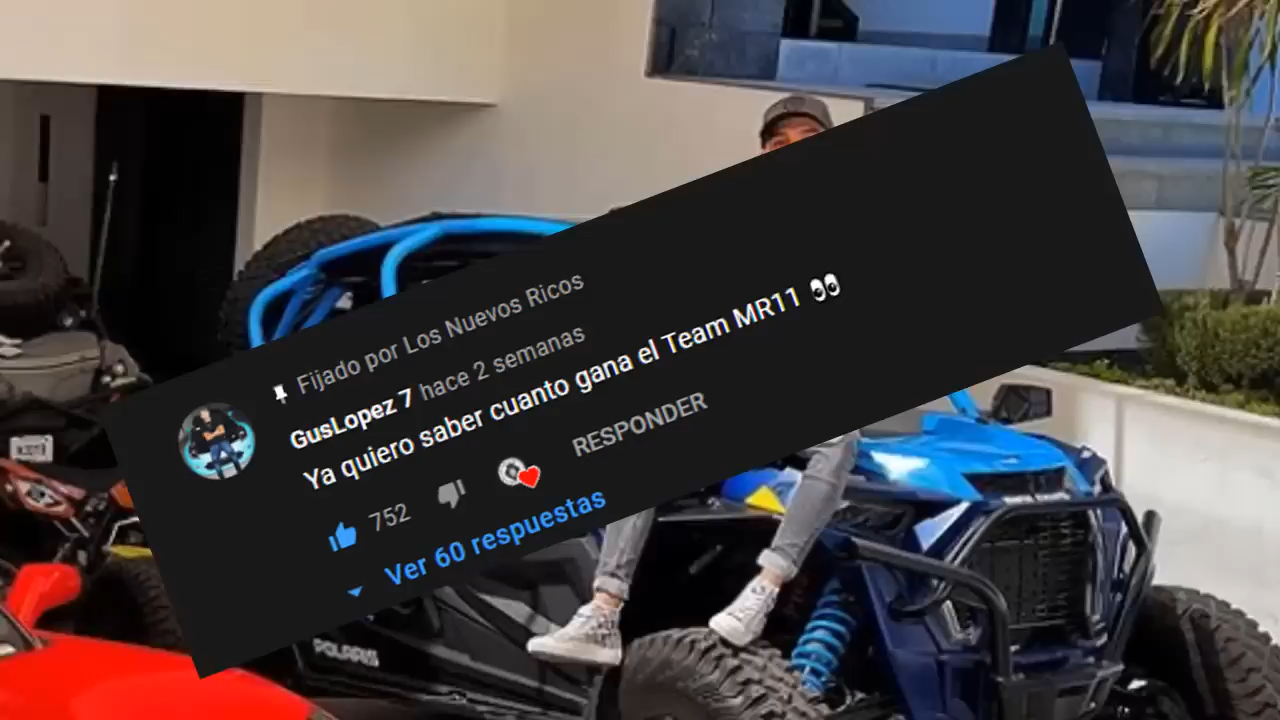 Fijado por Los Nuevos Ricos
GusLopez 7 hace 2 semanas
Ya quiero saber cuanto gana el Team MR11 👀
752
RESPONDER
Ver 60 respuestas
POLARIS